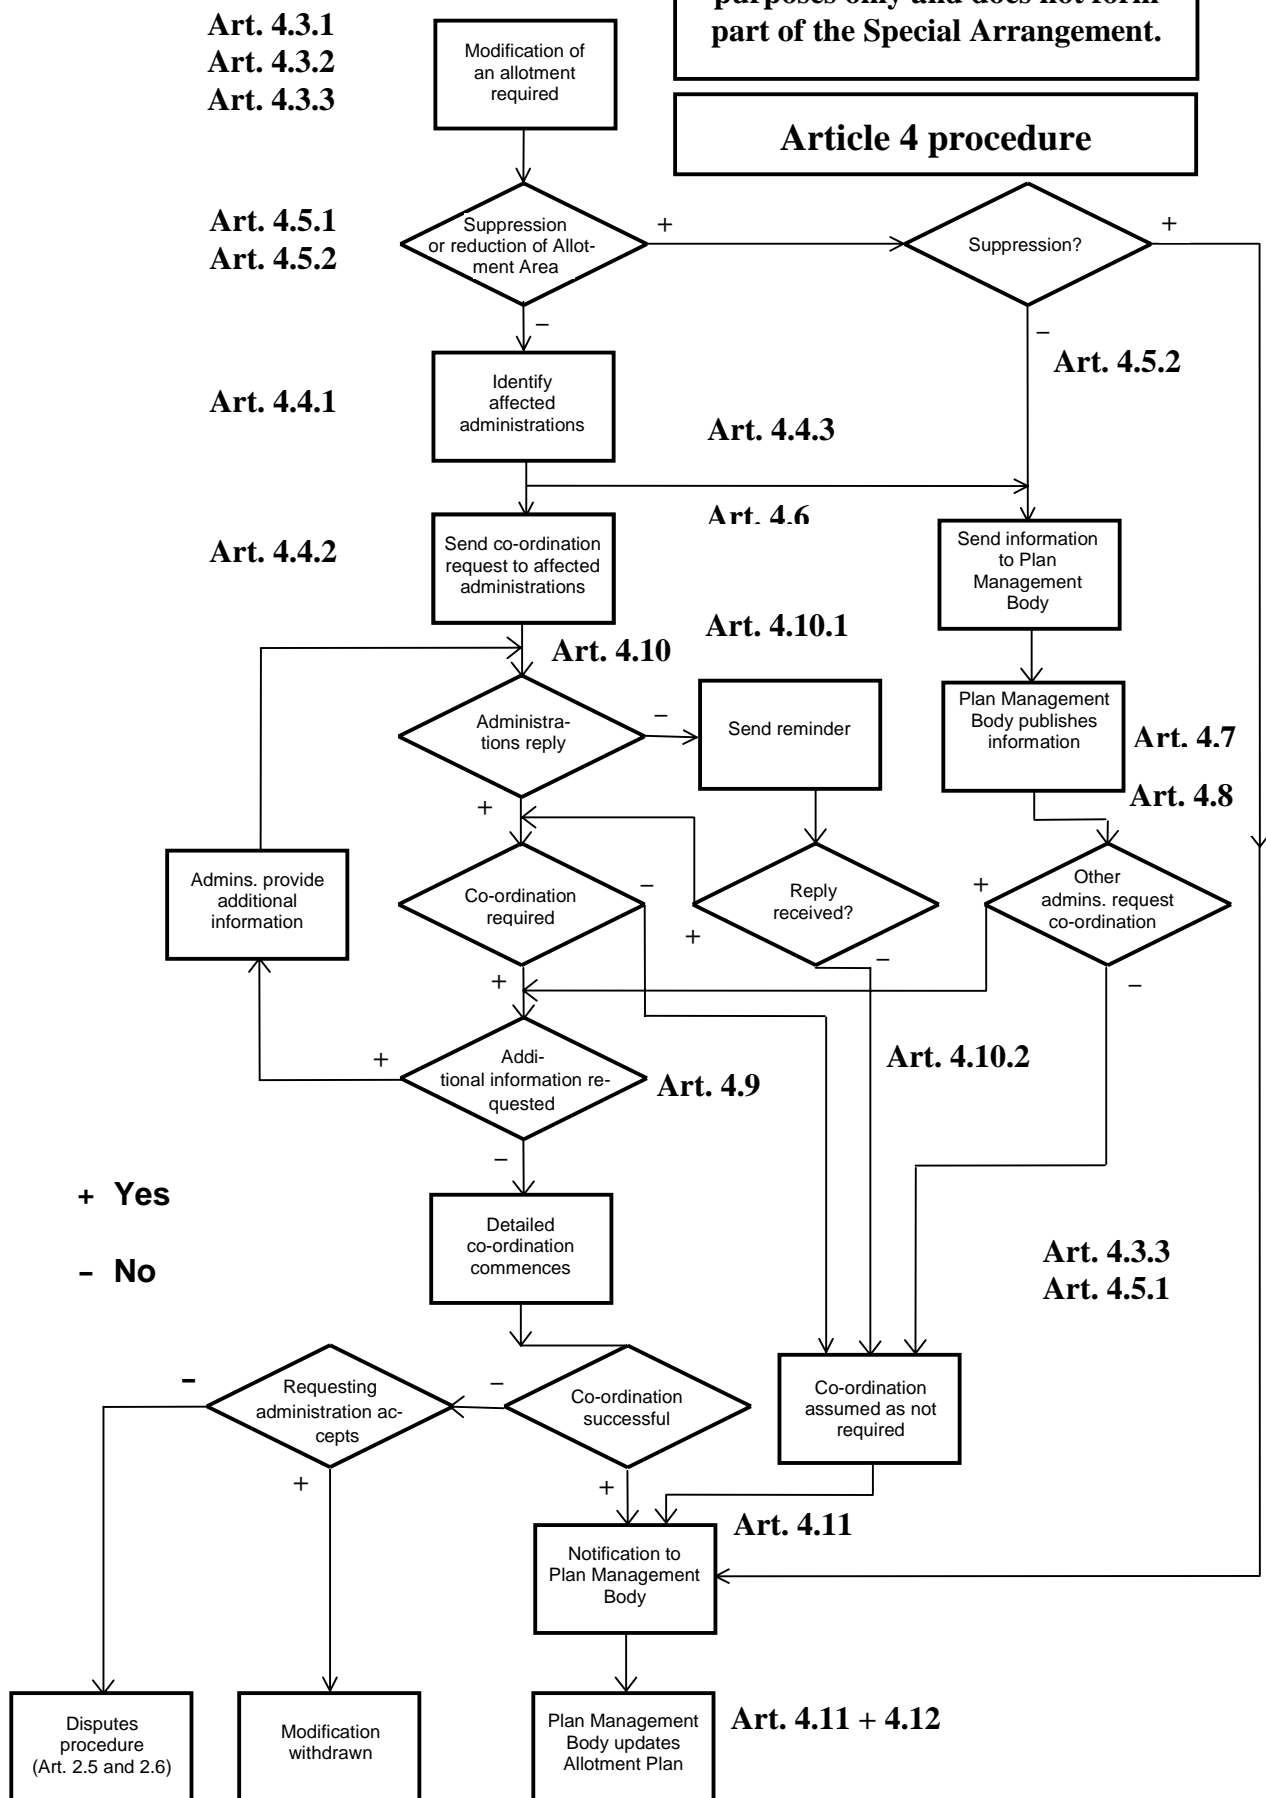 purposes only and does not form
part of the Special Arrangement.
Art. 4.3.1
Art. 4.3.2
Art. 4.3.3
Modification of
an allotment
required
Article 4 procedure
Art. 4.5.1
Art. 4.5.2
Suppression
or reduction of Allot-
ment Area
+
Suppression?
+
–
–
Art. 4.5.2
Art. 4.4.1
Identify
affected
administrations
Art. 4.4.3
Art. 4.6
Art. 4.4.2
Send co-ordination
request to affected
administrations
Send information
to Plan
Management
Body
Art. 4.10
Art. 4.10.1
Administra-
tions reply
–
Send reminder
Plan Management
Body publishes
information
Art. 4.7
Art. 4.8
+
Admins. provide
additional
information
Co-ordination
required
–
Reply
received?
+
Other
admins. request
co-ordination
+
–
–
+
Art. 4.10.2
+
Addi-
tional information re-
quested
Art. 4.9
–
+ Yes
– No
Detailed
co-ordination
commences
Art. 4.3.3
Art. 4.5.1
–
Requesting
administration ac-
cepts
–
Co-ordination
successful
Co-ordination
assumed as not
required
+
+
Art. 4.11
Notification to
Plan Management
Body
Disputes
procedure
(Art. 2.5 and 2.6)
Modification
withdrawn
Plan Management
Body updates
Allotment Plan
Art. 4.11 + 4.12